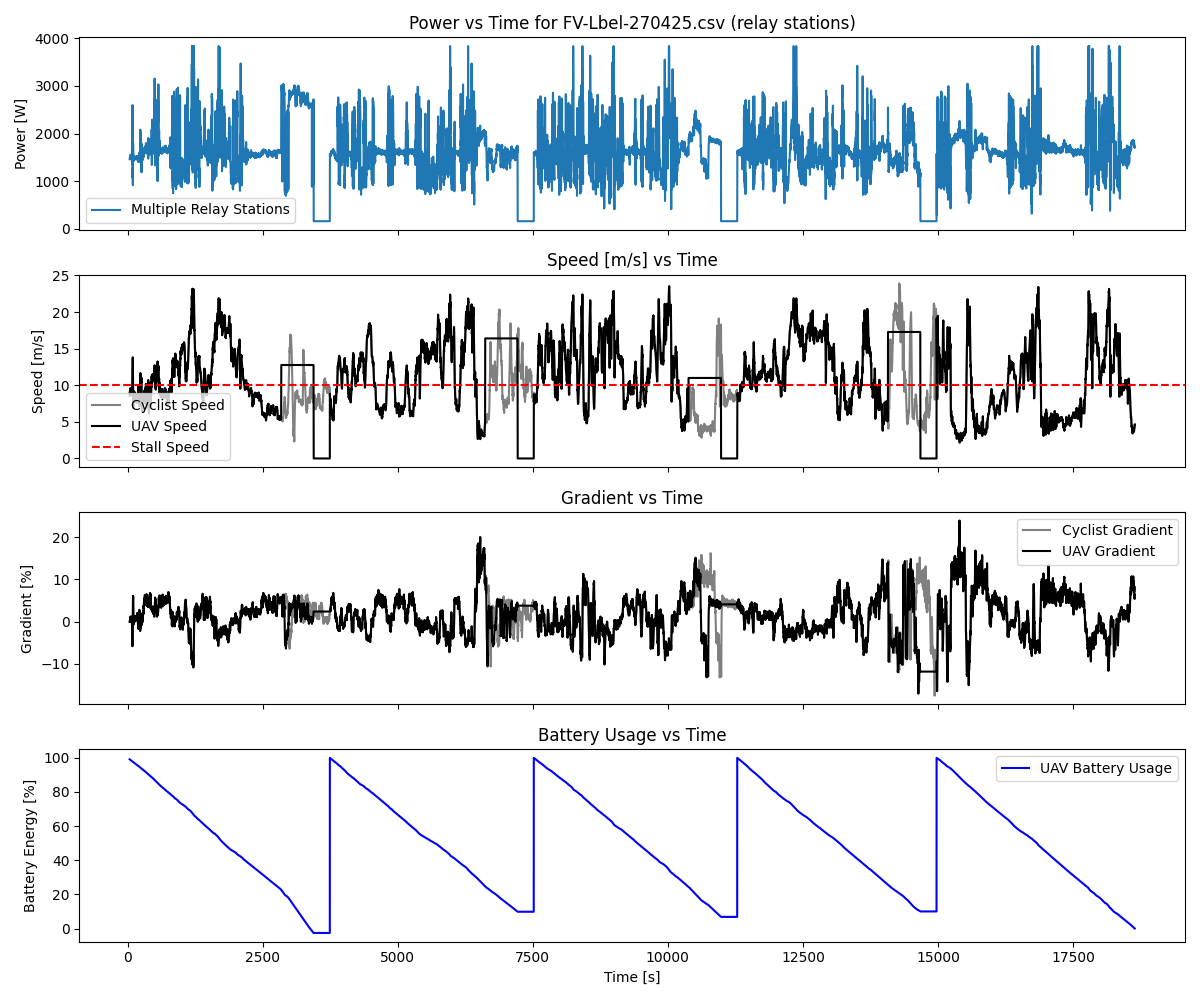 Power vs Time for FV-Lbel-270425.csv (relay stations)
Power [W]
4000
3000
2000
1000
0
Multiple Relay Stations
Speed [m/s] vs Time
Speed [m/s]
25
20
15
10
5
0
Cyclist Speed
UAV Speed
Stall Speed
Gradient vs Time
Gradient [%]
20
10
0
−10
Cyclist Gradient
UAV Gradient
Battery Usage vs Time
Battery Energy [%]
100
80
60
40
20
0
UAV Battery Usage
0 2500 5000 7500 10000 12500 15000 17500
Time [s]